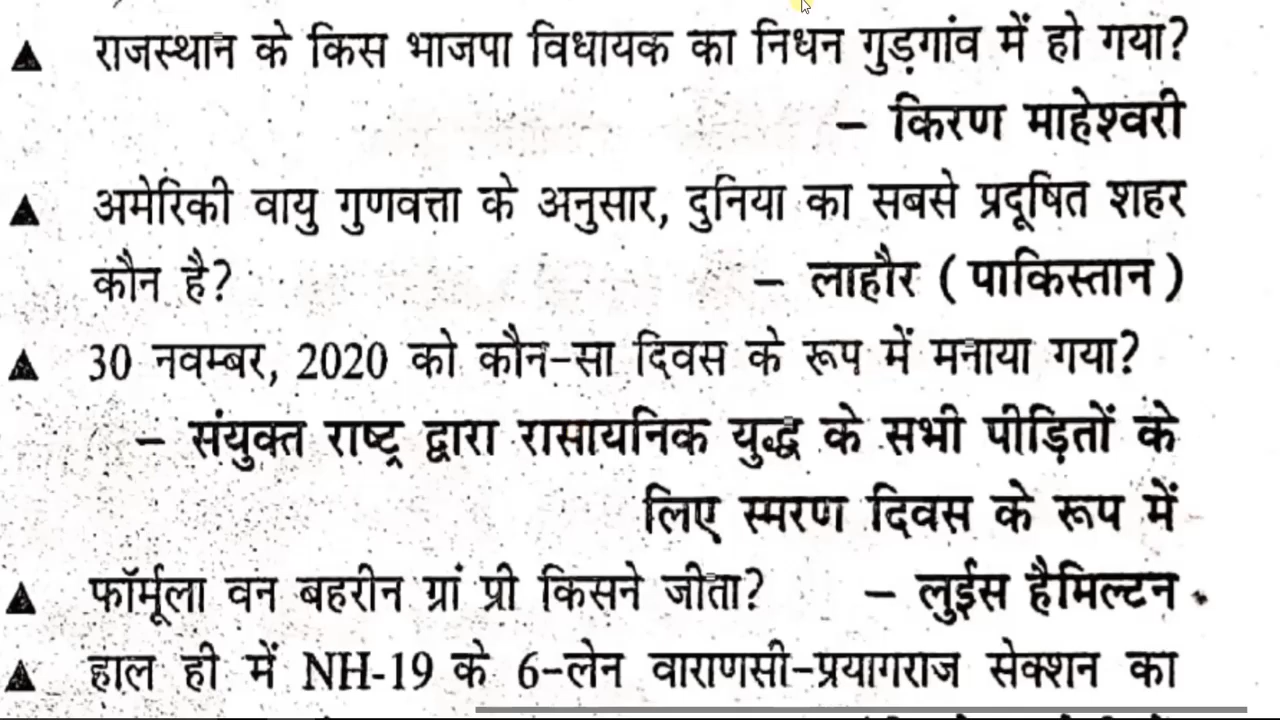 ▲ राजस्थान के किस भाजपा विधायक का निधन गुड़गांव में हो गया?
– किरण माहेश्वरी
▲ अमेरिकी वायु गुणवत्ता के अनुसार, दुनिया का सबसे प्रदूषित शहर
कौन है? – लाहौर (पाकिस्तान)
▲ 30 नवम्बर, 2020 को कौन-सा दिवस के रूप में मनाया गया?
– संयुक्त राष्ट्र द्वारा रासायनिक युद्ध के सभी पीड़ितों के
लिए स्मरण दिवस के रूप में
▲ फॉर्मूला वन बहरीन ग्रां प्री किसने जीता? – लुईस हैमिल्टन
▲ हाल ही में NH-19 के 6-लेन वाराणसी-प्रयागराज सेक्शन का